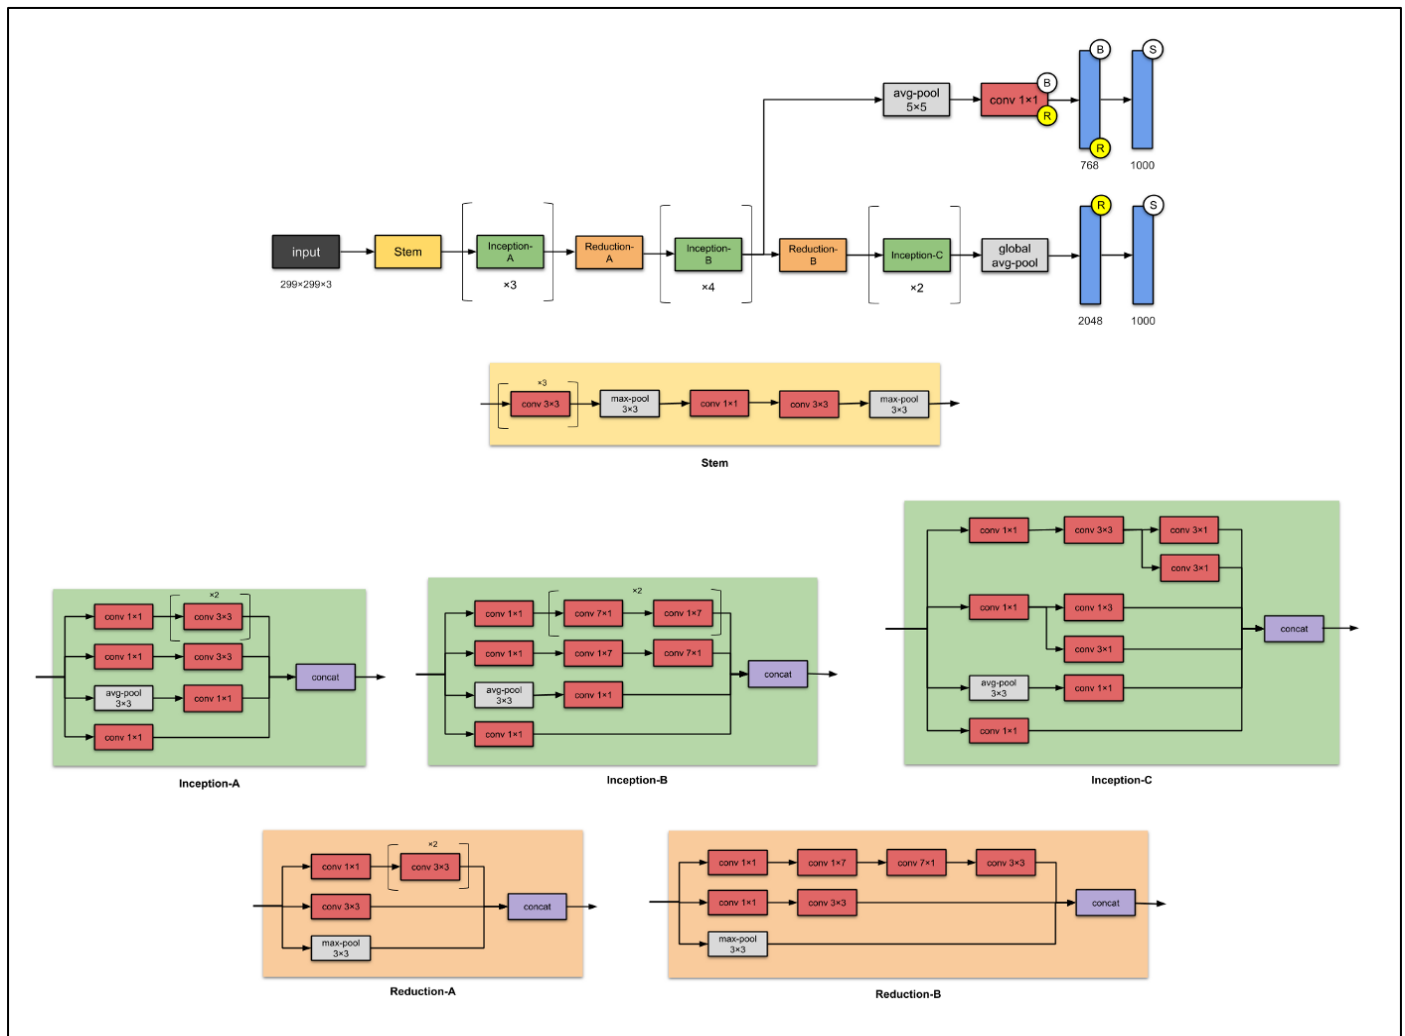 B
S
avg-pool
5×5
conv 1×1
B
R
R
768
1000
input
299×299×3
Stem
Inception-
A
×3
Reduction-
A
Inception-
B
×4
Reduction-
B
Inception-C
×2
global
avg-pool
R
S
2048
1000
×3
conv 3×3
max-pool
3×3
conv 1×1
conv 3×3
max-pool
3×3
Stem
×2
conv 1×1
conv 3×3
conv 1×1
conv 3×3
avg-pool
3×3
conv 1×1
conv 1×1
concat
Inception-A
×2
conv 1×1
conv 7×1
conv 1×7
conv 1×1
conv 1×7
conv 7×1
avg-pool
3×3
conv 1×1
conv 1×1
concat
Inception-B
conv 1×1
conv 3×3
conv 3×1
conv 3×1
conv 1×1
conv 1×3
conv 3×1
avg-pool
3×3
conv 1×1
conv 1×1
concat
Inception-C
×2
conv 1×1
conv 3×3
conv 3×3
max-pool
3×3
concat
Reduction-A
conv 1×1
conv 1×7
conv 7×1
conv 3×3
conv 1×1
conv 3×3
max-pool
3×3
concat
Reduction-B